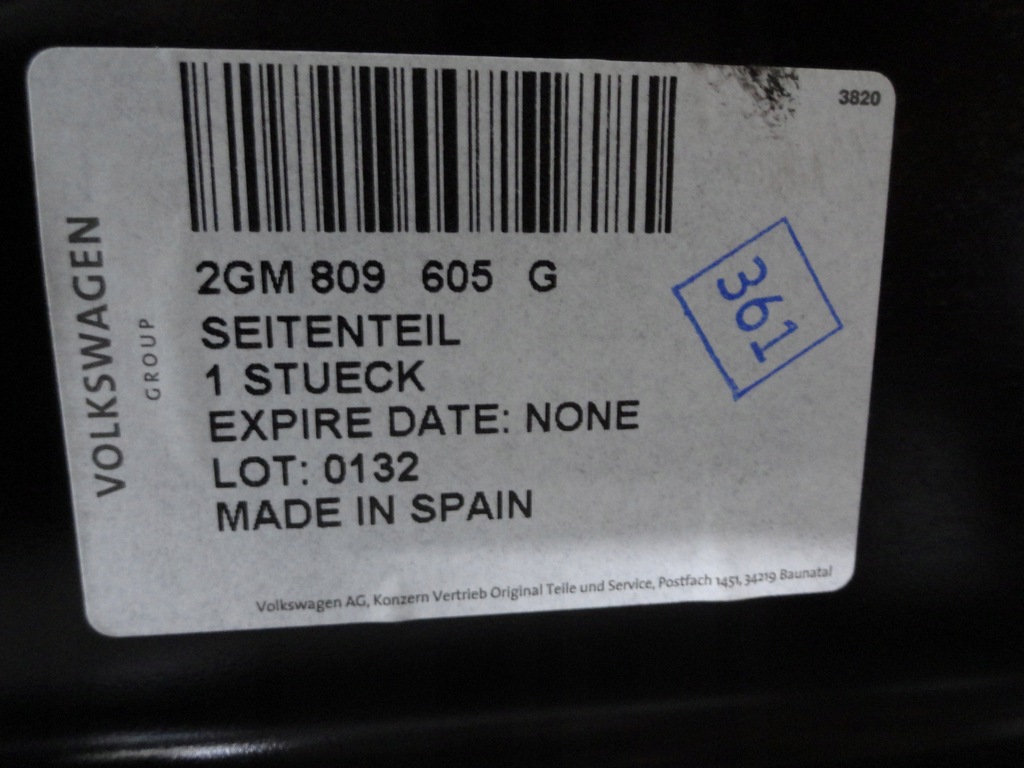 3820
2GM 809 605 G
SEITENTEIL
1 STUECK
EXPIRE DATE: NONE
LOT: 0132
MADE IN SPAIN
VOLKSWAGEN
GROUP
361
Volkswagen AG, Konzern Vertrieb Original Teile und Service, Postfach 1451, 34219 Baunatal